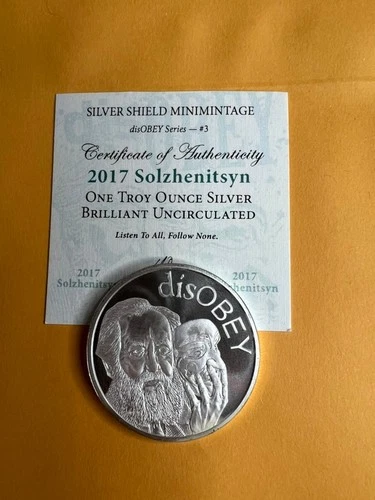 SILVER SHIELD MINIMINTAGE
disOBEY Series — #3
Certificate of Authenticity
2017 Solzhenitsyn
ONE TROY OUNCE SILVER
BRILLIANT UNCIRCULATED
Listen To All, Follow None.
2017
Solzhenitsyn
2017
henitsyn
disOBEY